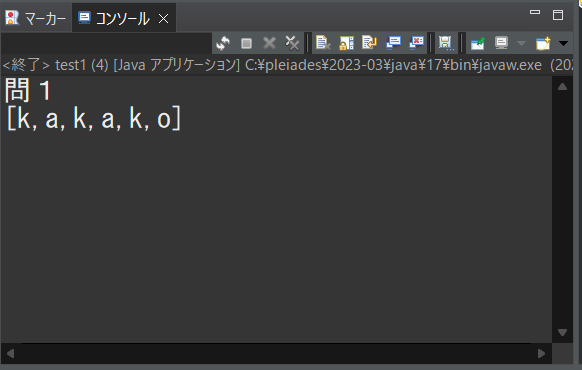 マーカー コンソール
<終了> test1 (4) [Java アプリケーション] C:¥pleiades¥2023-03¥java¥17¥bin¥javaw.exe (202
問１
[k,a,k,a,k,o]